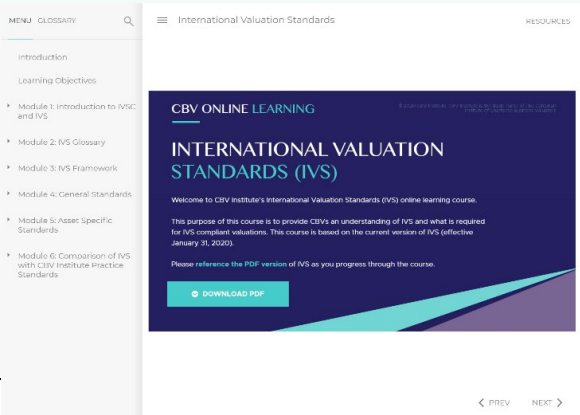 MENU GLOSSARY
International Valuation Standards
RESOURCES
Introduction
Learning Objectives
Module 1: Introduction to IVSC
and IVS
Module 2: IVS Glossary
Module 3: IVS Framework
Module 4: General Standards
Module 5: Asset Specific
Standards
Module 6: Comparison of IVS
with CBV Institute Practice
Standards
CBV ONLINE LEARNING
INTERNATIONAL VALUATION
STANDARDS (IVS)
Welcome to CBV Institute's International Valuation Standards (IVS) online learning course.
This purpose of this course is to provide CBVs an understanding of IVS and what is required
for IVS compliant valuations. This course is based on the current version of IVS (effective
January 31, 2020).
Please reference the PDF version of IVS as you progress through the course.
DOWNLOAD PDF
PREV NEXT